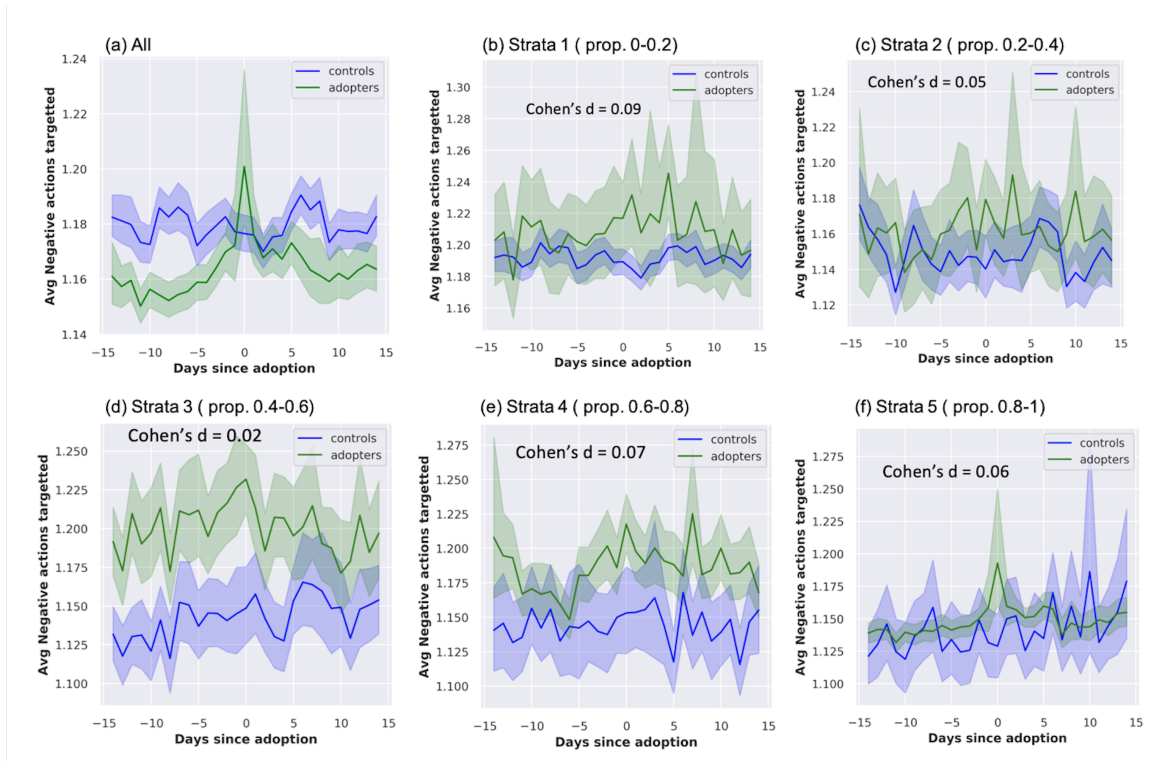 (a) All
Avg Negative actions targetted
1.24
1.22
1.20
1.18
1.16
1.14
controls
adopters
−15 −10 −5 0 5 10 15
Days since adoption
(b) Strata 1 ( prop. 0-0.2)
Avg Negative actions targetted
1.30
1.28
1.26
1.24
1.22
1.20
1.18
1.16
controls
adopters
Cohen's d = 0.09
−15 −10 −5 0 5 10 15
Days since adoption
(c) Strata 2 ( prop. 0.2-0.4)
Avg Negative actions targetted
1.24
1.22
1.20
1.18
1.16
1.14
1.12
Cohen's d = 0.05
controls
adopters
−15 −10 −5 0 5 10 15
Days since adoption
(d) Strata 3 ( prop. 0.4-0.6)
Avg Negative actions targetted
1.250
1.225
1.200
1.175
1.150
1.125
1.100
Cohen's d = 0.02
controls
adopters
−15 −10 −5 0 5 10 15
Days since adoption
(e) Strata 4 ( prop. 0.6-0.8)
Avg Negative actions targetted
1.275
1.250
1.225
1.200
1.175
1.150
1.125
1.100
Cohen's d = 0.07
controls
adopters
−15 −10 −5 0 5 10 15
Days since adoption
(f) Strata 5 ( prop. 0.8-1)
Avg Negative actions targetted
1.275
1.250
1.225
1.200
1.175
1.150
1.125
1.100
Cohen's d = 0.06
controls
adopters
−15 −10 −5 0 5 10 15
Days since adoption